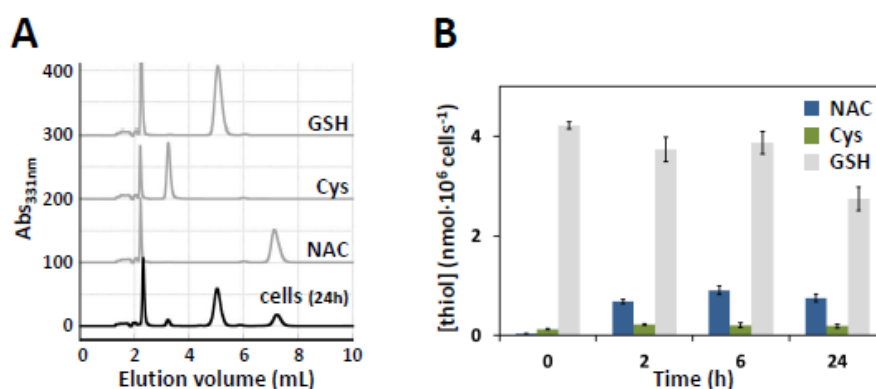 A
400
300
200
100
0
Abs331nm
GSH
Cys
NAC
cells (24h)
0 2 4 6 8 10
Elution volume (mL)
B
4
2
0
[thiol] (nmol·10⁶ cells⁻¹)
NAC
Cys
GSH
0 2 6 24
Time (h)